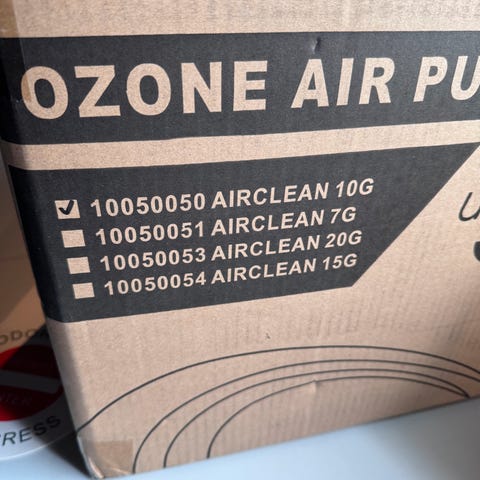 OZONE AIR PU
10050050 AIRCLEAN 10G
10050051 AIRCLEAN 7G
10050053 AIRCLEAN 20G
10050054 AIRCLEAN 15G